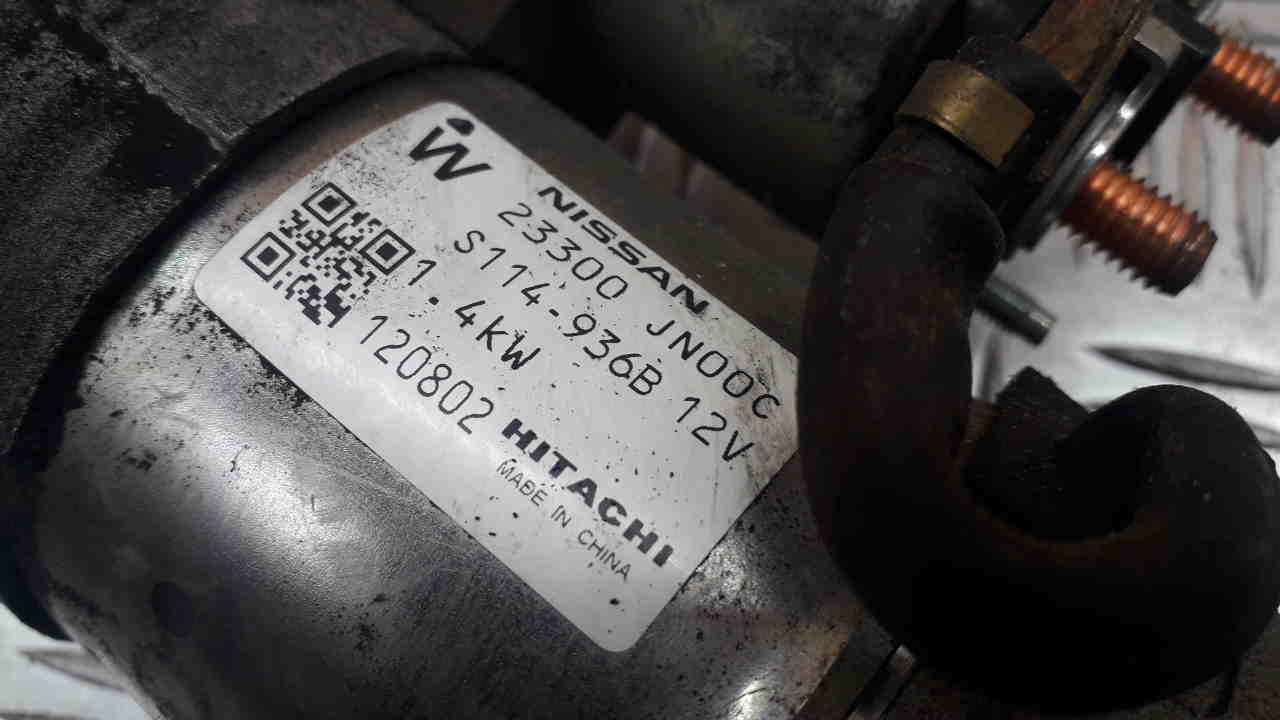 NISSAN
23300 JN00C
S114-936B 12V
1.4kW
120802
HITACHI
MADE IN CHINA